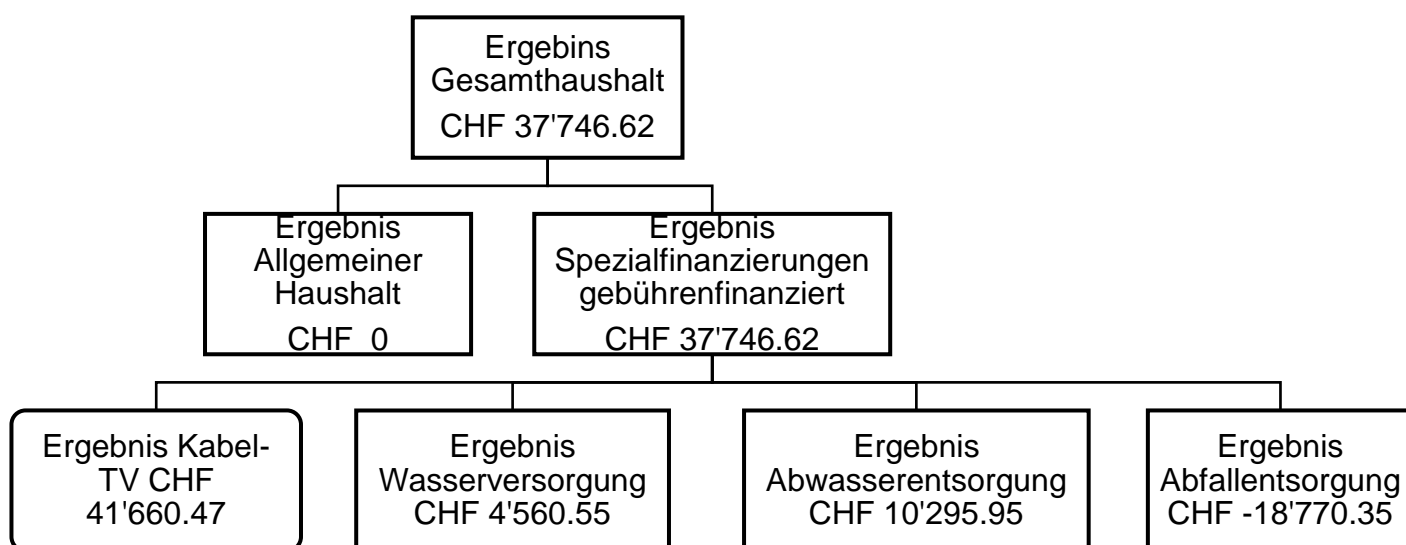 Ergebins
Gesamthaushalt
CHF 37'746.62
Ergebnis
Allgemeiner
Haushalt
CHF  0
Ergebnis
Spezialfinanzierungen
gebührenfinanziert
CHF 37'746.62
Ergebnis Kabel-
TV CHF
41'660.47
Ergebnis
Wasserversorgung
CHF 4'560.55
Ergebnis
Abwasserentsorgung
CHF 10'295.95
Ergebnis
Abfallentsorgung
CHF -18'770.35